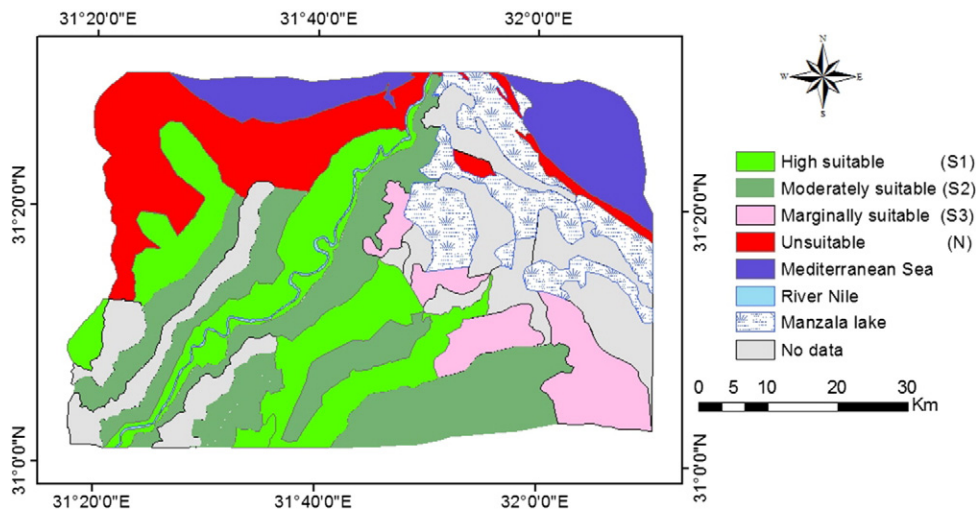 31°20'0"E 31°40'0"E 32°0'0"E
N
W E
S
High suitable (S1)
Moderately suitable (S2)
Marginally suitable (S3)
Unsuitable (N)
Mediterranean Sea
River Nile
Manzala lake
No data
0 5 10 20 30
Km
31°20'0"N
31°0'0"N
31°20'0"N
31°0'0"N
31°20'0"E 31°40'0"E 32°0'0"E